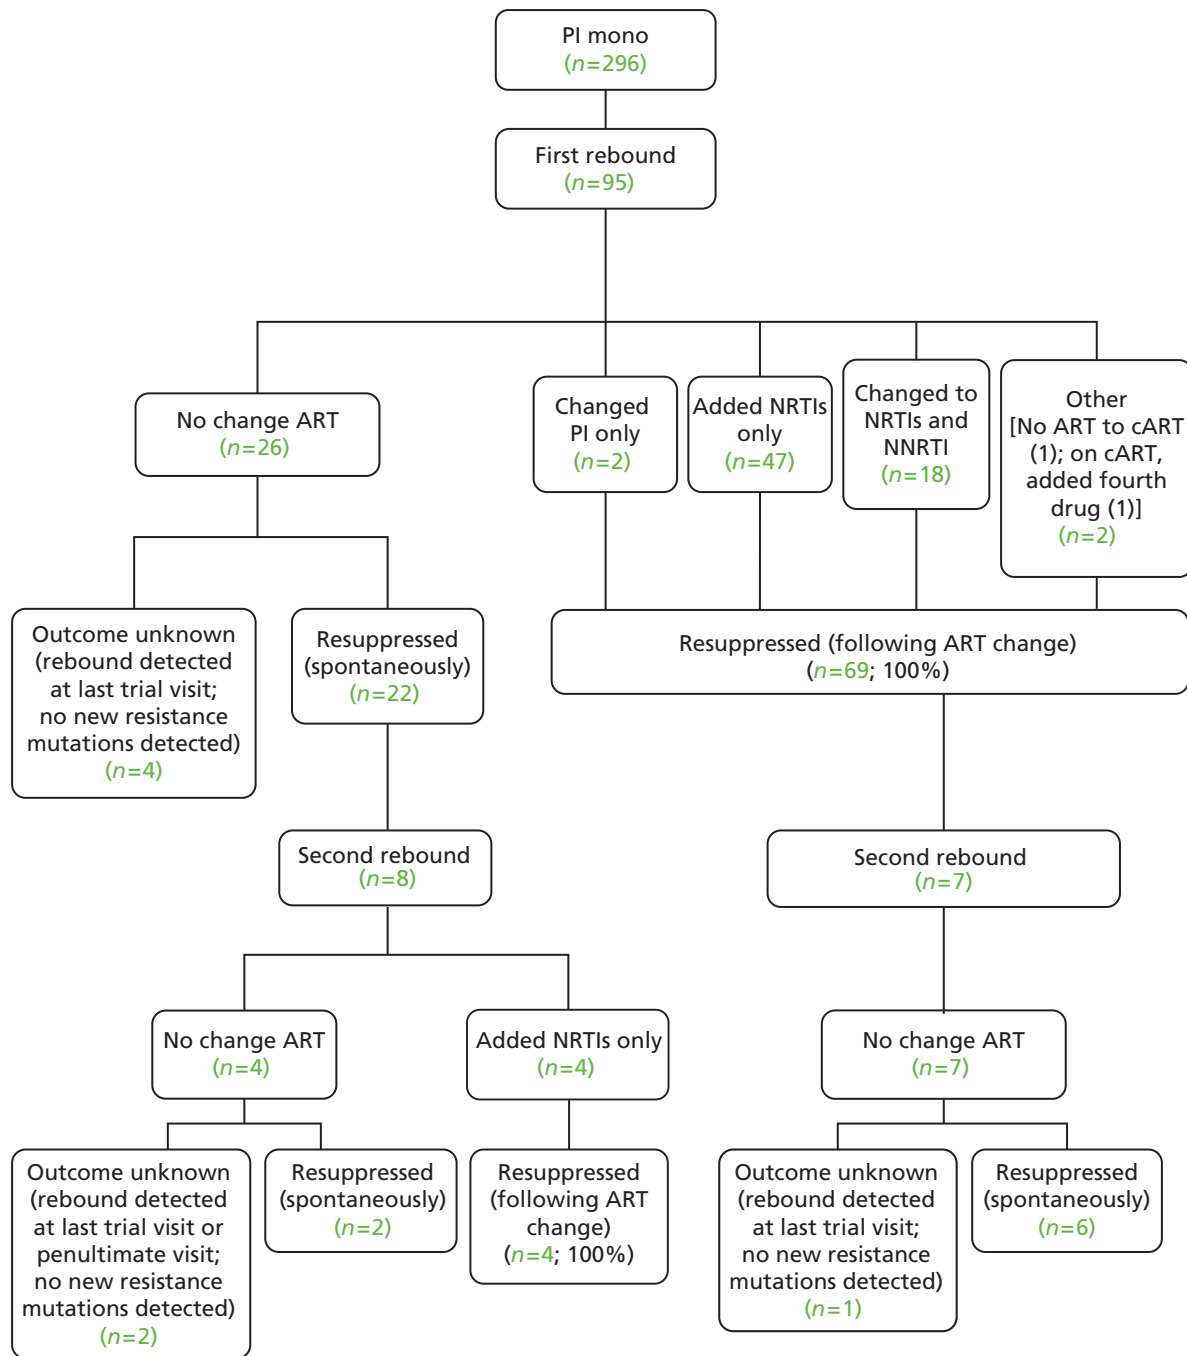 PI mono
(n=296)
First rebound
(n=95)
No change ART
(n=26)
Changed
PI only
(n=2)
Added NRTIs
only
(n=47)
Changed to
NRTIs and
NNRTI
(n=18)
Other
[No ART to cART
(1); on cART,
added fourth
drug (1)]
(n=2)
Outcome unknown
(rebound detected
at last trial visit;
no new resistance
mutations detected)
(n=4)
Resuppressed
(spontaneously)
(n=22)
Resuppressed (following ART change)
(n=69; 100%)
Second rebound
(n=8)
Second rebound
(n=7)
No change ART
(n=4)
Added NRTIs only
(n=4)
No change ART
(n=7)
Outcome unknown
(rebound detected
at last trial visit or
penultimate visit;
no new resistance
mutations detected)
(n=2)
Resuppressed
(spontaneously)
(n=2)
Resuppressed
(following ART
change)
(n=4; 100%)
Outcome unknown
(rebound detected
at last trial visit;
no new resistance
mutations detected)
(n=1)
Resuppressed
(spontaneously)
(n=6)